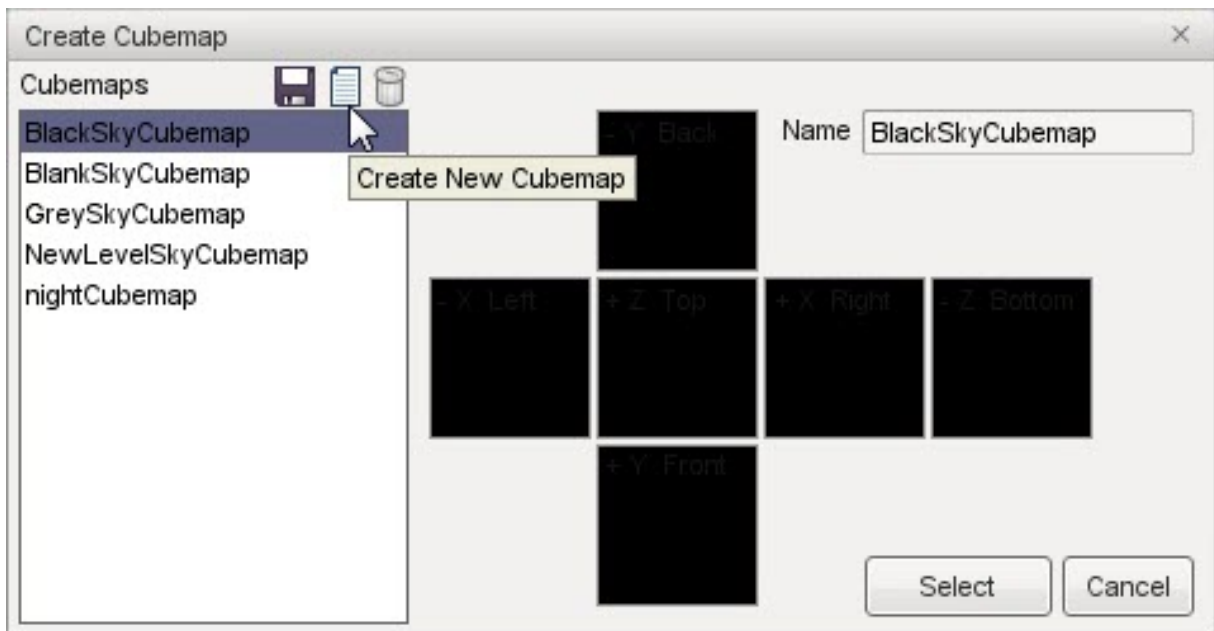 Create Cubemap
Cubemaps
BlackSkyCubemap
BlankSkyCubemap
GreySkyCubemap
NewLevelSkyCubemap
nightCubemap
Create New Cubemap
- Y Back
Name BlackSkyCubemap
- X Left
+ Z Top
+ X Right
- Z Bottom
+ Y Front
Select
Cancel